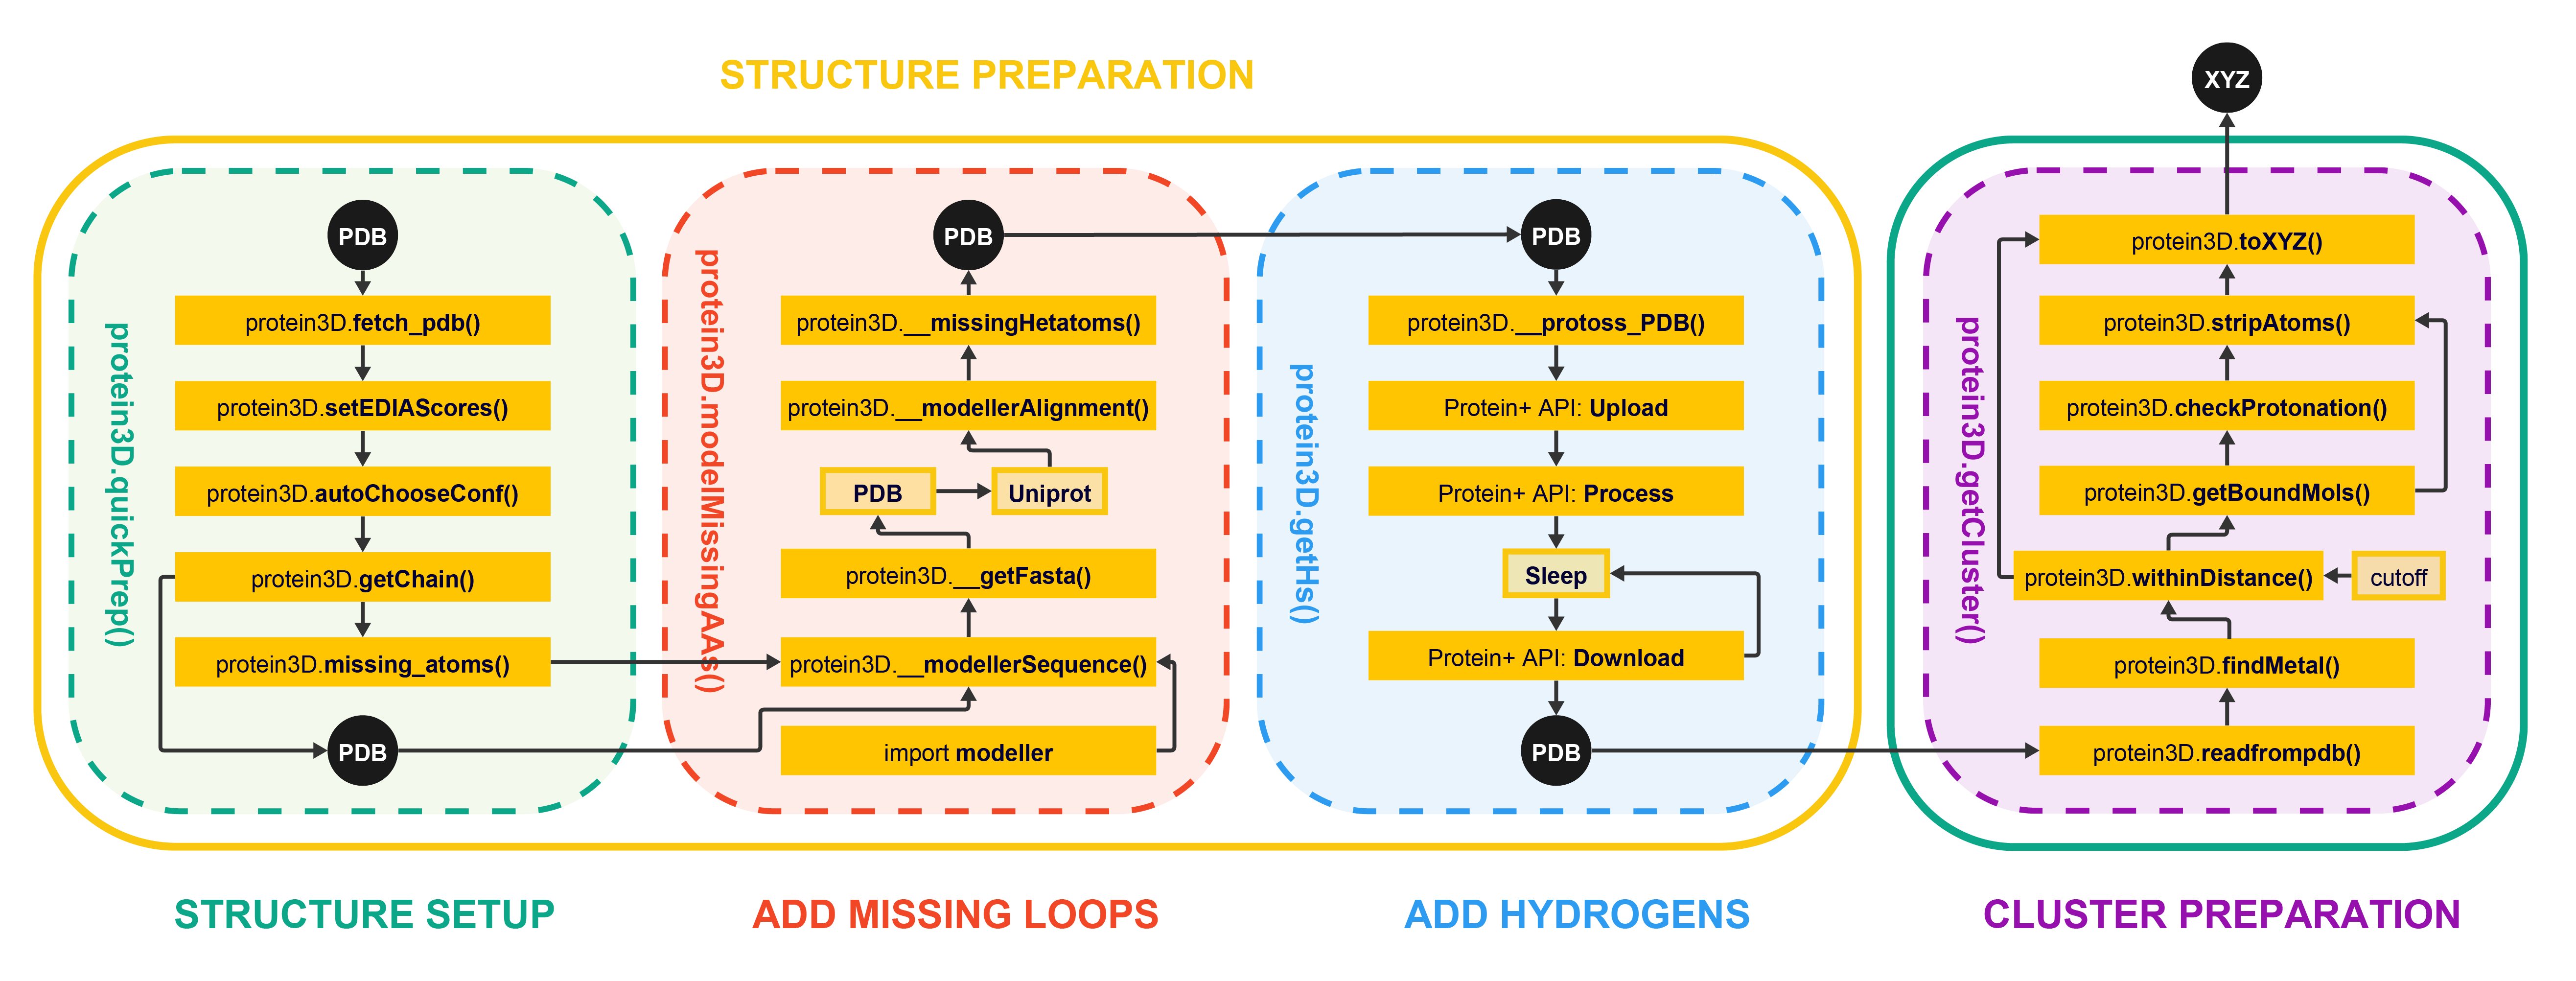 STRUCTURE PREPARATION
protein3D.quickPrep()
PDB
protein3D.fetch_pdb()
protein3D.setEDIAScores()
protein3D.autoChooseConf()
protein3D.getChain()
protein3D.missing_atoms()
PDB
STRUCTURE SETUP
protein3D.modelMissingAAs()
PDB
protein3D.__missingHetatoms()
protein3D.__modellerAlignment()
PDB
Uniprot
protein3D.__getFasta()
protein3D.__modellerSequence()
import modeller
ADD MISSING LOOPS
protein3D.getHs()
PDB
protein3D.__protoss_PDB()
Protein+ API: Upload
Protein+ API: Process
Sleep
Protein+ API: Download
PDB
ADD HYDROGENS
XYZ
protein3D.getCluster()
protein3D.toXYZ()
protein3D.stripAtoms()
protein3D.checkProtonation()
protein3D.getBoundMols()
protein3D.withinDistance()
cutoff
protein3D.findMetal()
protein3D.readfrompdb()
CLUSTER PREPARATION